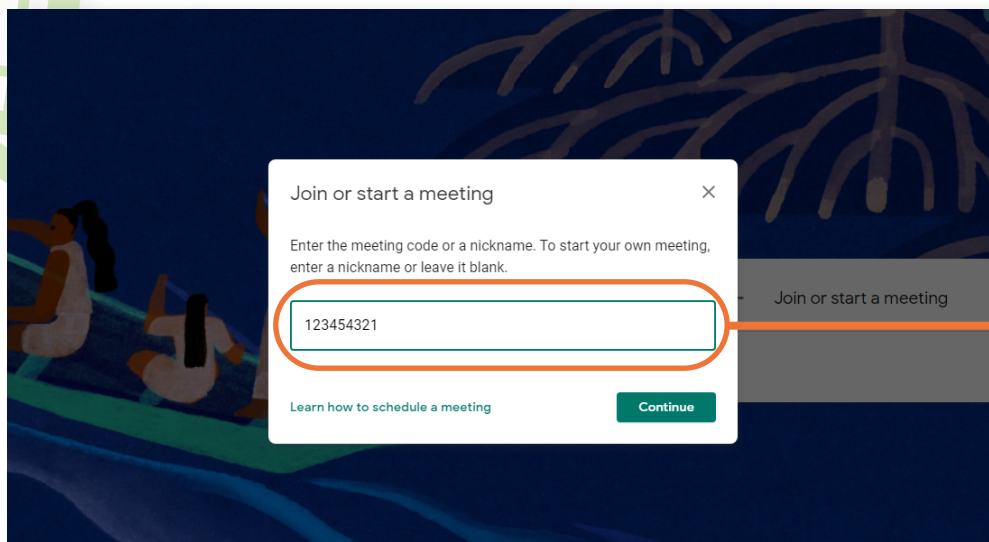 Join or start a meeting
Enter the meeting code or a nickname. To start your own meeting,
enter a nickname or leave it blank.
123454321
Learn how to schedule a meeting
Continue
Join or start a meeting